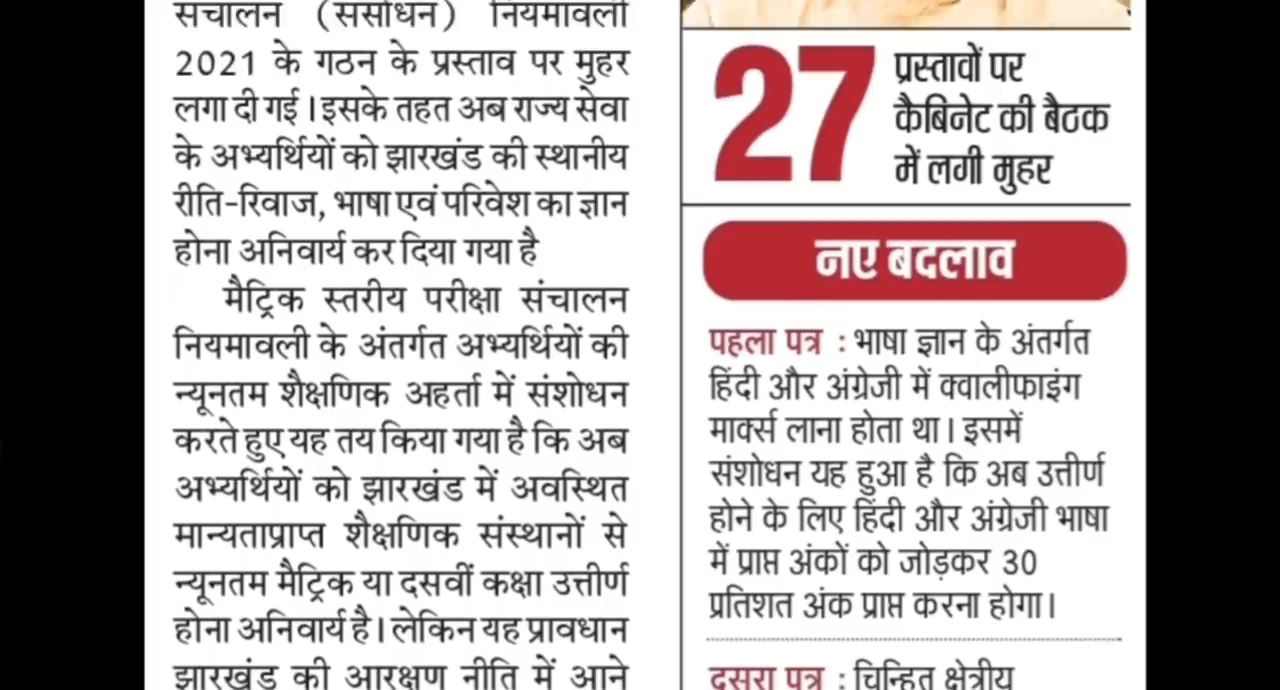 संचालन (संसोधन) नियमावली
2021 के गठन के प्रस्ताव पर मुहर
लगा दी गई। इसके तहत अब राज्य सेवा
के अभ्यर्थियों को झारखंड की स्थानीय
रीति-रिवाज, भाषा एवं परिवेश का ज्ञान
होना अनिवार्य कर दिया गया है
मैट्रिक स्तरीय परीक्षा संचालन
नियमावली के अंतर्गत अभ्यर्थियों की
न्यूनतम शैक्षणिक अहर्ता में संशोधन
करते हुए यह तय किया गया है कि अब
अभ्यर्थियों को झारखंड में अवस्थित
मान्यताप्राप्त शैक्षणिक संस्थानों से
न्यूनतम मैट्रिक या दसवीं कक्षा उत्तीर्ण
होना अनिवार्य है। लेकिन यह प्रावधान
झारखंड की आरक्षण नीति में आने
27 प्रस्तावों पर
कैबिनेट की बैठक
में लगी मुहर
नए बदलाव
पहला पत्र : भाषा ज्ञान के अंतर्गत
हिंदी और अंग्रेजी में क्वालीफाइंग
मार्क्स लाना होता था। इसमें
संशोधन यह हुआ है कि अब उत्तीर्ण
होने के लिए हिंदी और अंग्रेजी भाषा
में प्राप्त अंकों को जोड़कर 30
प्रतिशत अंक प्राप्त करना होगा।
दूसरा पत्र : चिन्हित क्षेत्रीय